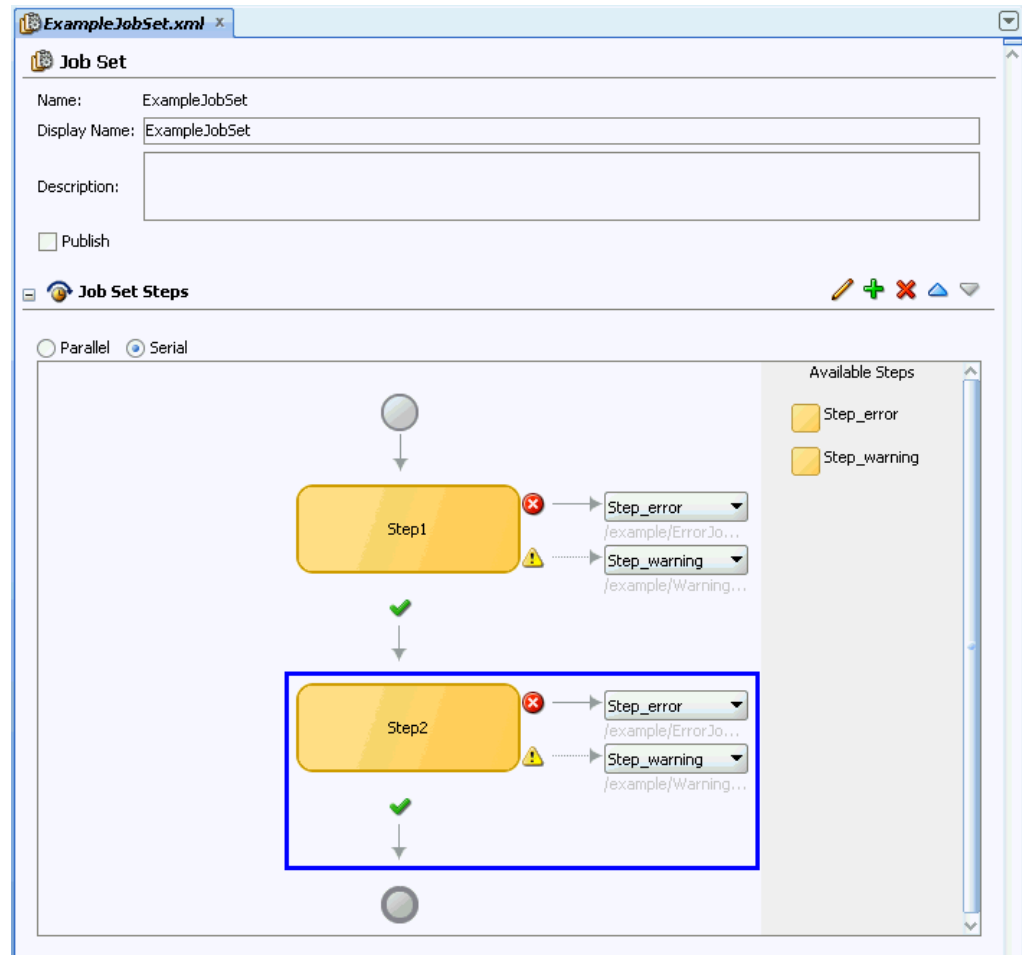 ExampleJobSet.xml
Job Set
Name: ExampleJobSet
Display Name: ExampleJobSet
Description:
Publish
Job Set Steps
Parallel Serial
Available Steps
Step_error
Step_warning
Step1
Step_error
/example/ErrorJo...
Step_warning
/example/Warning...
Step2
Step_error
/example/ErrorJo...
Step_warning
/example/Warning...